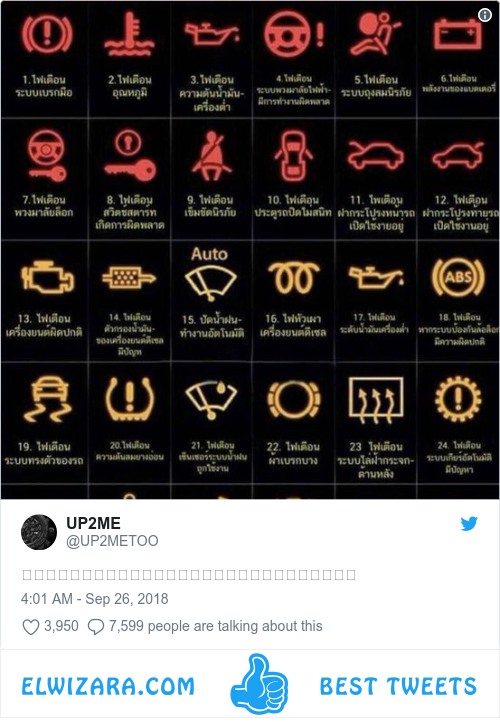 1.ไฟเตือน
ระบบเบรกมือ
2.ไฟเตือน
อุณหภูมิ
3.ไฟเตือน
ความดันน้ำมัน-
เครื่องต่ำ
4.ไฟเตือน
ระบบพวงมาลัยไฟฟ้า-
มีการทำงานผิดพลาด
5.ไฟเตือน
ระบบถุงลมนิรภัย
6.ไฟเตือน
พลังงานของแบตเตอรี่
7.ไฟเตือน
พวงมาลัยล็อก
8. ไฟเตือน
สวิตช์สตารท
เกิดการผิดพลาด
9. ไฟเตือน
เข็มขัดนิรภัย
10. ไฟเตือน
ประตูรถปิดไม่สนิท
11. ไฟเตือน
ฝากระโปรงหน้ารถ
เปิดใช้งายอยู่
12. ไฟเตือน
ฝากระโปรงท้ายรถ
เปิดใช้งานอยู่
13. ไฟเตือน
เครื่องยนต์ผิดปกติ
14. ไฟเตือน
ตัวกรองน้ำมัน-
ของเครื่องยนต์ดีเซล
มีปัญห
Auto
15. ปัดน้ำฝน-
ทำงานอัตโนมัติ
16. ไฟหัวเผา
เครื่องยนต์ดีเซล
17. ไฟเตือน
ระดับน้ำมันเครื่องต่ำ
ABS
18. ไฟเตือน
หากระบบป้องกันล้อล็อก
มีความผิดปกติ
19. ไฟเตือน
ระบบทรงตัวของรถ
20.ไฟเตือน
ความดันลมยางอ่อน
21. ไฟเตือน
เซ็นเซอร์ระบบน้ำฝน
ถูกใช้งาน
22. ไฟเตือน
ผ้าเบรกบาง
23 ไฟเตือน
ระบบไล่ฝ้ากระจก-
ด้านหลัง
24. ไฟเตือน
ระบบเกียร์อัตโนมัติ
มีปัญหา
UP2ME
@UP2METOO
4:01 AM - Sep 26, 2018
3,950 7,599 people are talking about this
ELWIZARA.COM BEST TWEETS